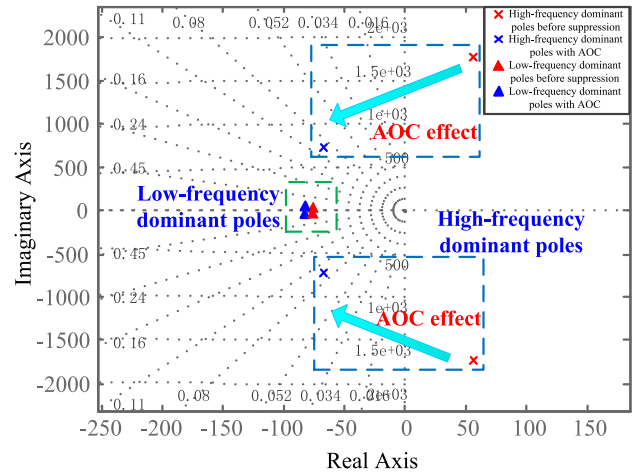 0.11
0.08
0.052
0.034
0.016
2e+03
High-frequency dominant
poles before suppression
High-frequency dominant
poles with AOC
Low-frequency dominant
poles before suppression
Low-frequency dominant
poles with AOC
2000
1500
1000
500
0
-500
-1000
-1500
-2000
Imaginary Axis
0.16
0.24
0.45
1.5e+03
1e+03
AOC effect
500
Low-frequency
dominant poles
High-frequency
dominant poles
0.45
0.24
0.16
0.11
500
1e+03
AOC effect
1.5e+03
0.08
0.052
0.034
-250
-200
-150
-100
-50
0
50
100
150
Real Axis